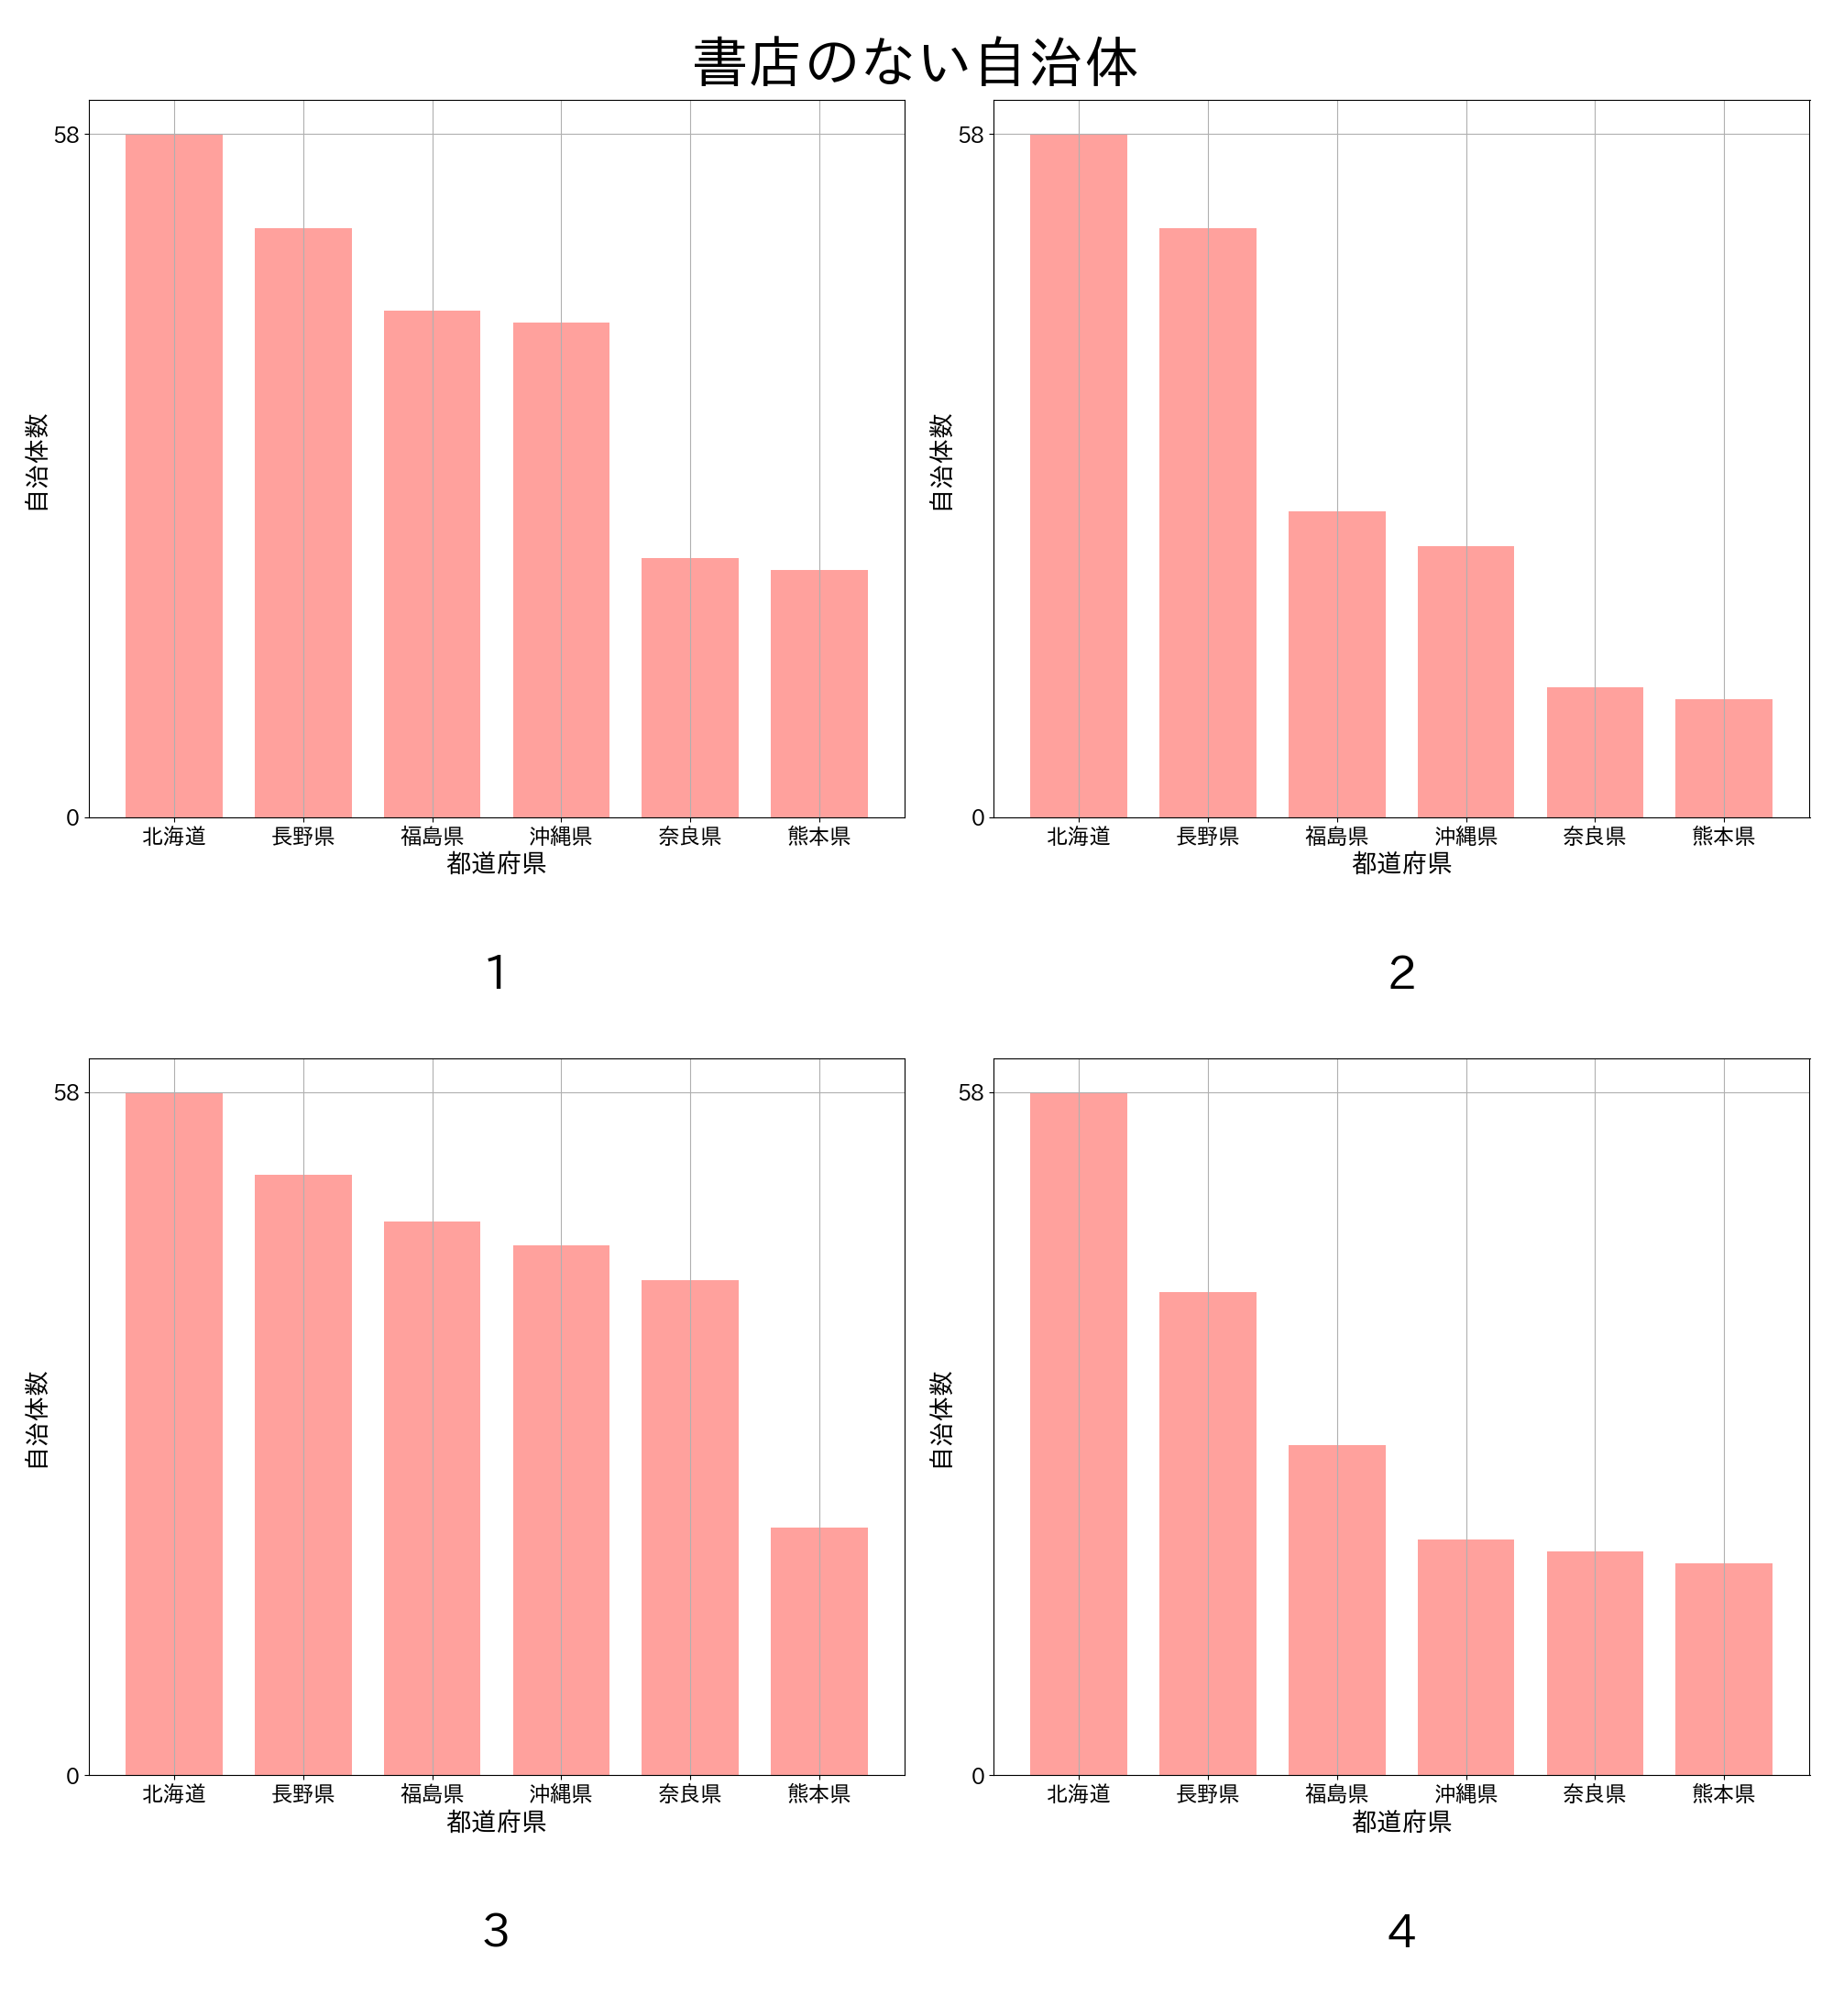 書店のない自治体
58
0
自治体数
北海道 長野県 福島県 沖縄県 奈良県 熊本県
都道府県
1
58
0
自治体数
北海道 長野県 福島県 沖縄県 奈良県 熊本県
都道府県
2
58
0
自治体数
北海道 長野県 福島県 沖縄県 奈良県 熊本県
都道府県
3
58
0
自治体数
北海道 長野県 福島県 沖縄県 奈良県 熊本県
都道府県
4